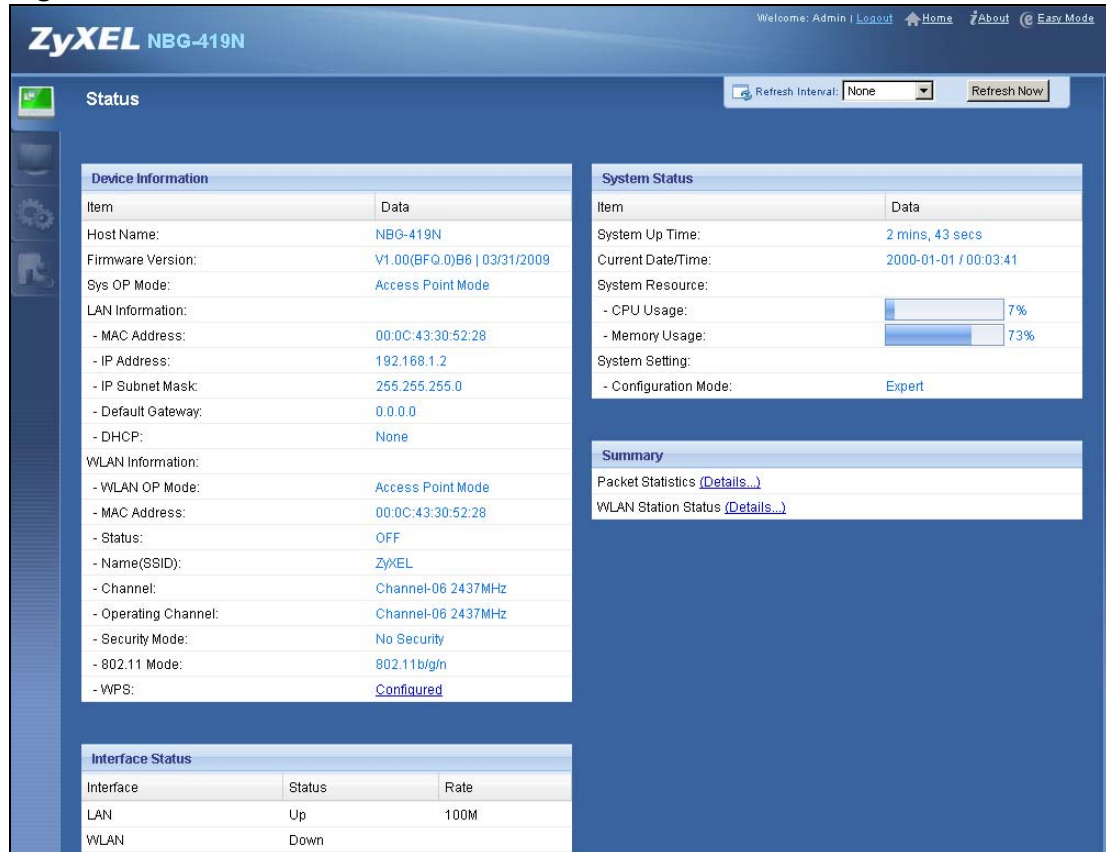 Welcome: Admin | Logout Home About Easy Mode
ZyXEL NBG-419N
Status
Refresh Interval: None Refresh Now
Device Information
Item Data
Host Name: NBG-419N
Firmware Version: V1.00(BFQ.0)B6 | 03/31/2009
Sys OP Mode: Access Point Mode
LAN Information:
- MAC Address: 00:0C:43:30:52:28
- IP Address: 192.168.1.2
- IP Subnet Mask: 255.255.255.0
- Default Gateway: 0.0.0.0
- DHCP: None
WLAN Information:
- WLAN OP Mode: Access Point Mode
- MAC Address: 00:0C:43:30:52:28
- Status: OFF
- Name(SSID): ZyXEL
- Channel: Channel-06 2437MHz
- Operating Channel: Channel-06 2437MHz
- Security Mode: No Security
- 802.11 Mode: 802.11b/g/n
- WPS: Configured
Interface Status
Interface Status Rate
LAN Up 100M
WLAN Down
System Status
Item Data
System Up Time: 2 mins, 43 secs
Current Date/Time: 2000-01-01 / 00:03:41
System Resource:
- CPU Usage: 7%
- Memory Usage: 73%
System Setting:
- Configuration Mode: Expert
Summary
Packet Statistics (Details...)
WLAN Station Status (Details...)